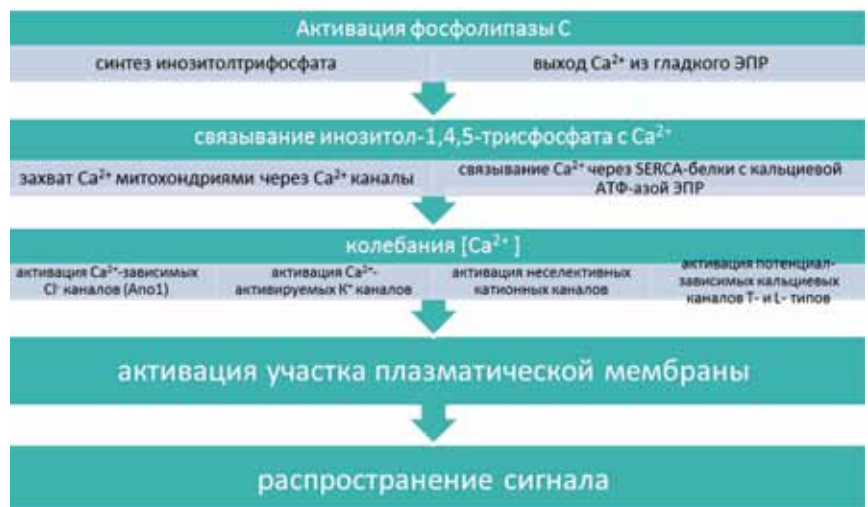 Активация фосфолипазы С
синтез инозитолтрифосфата
выход Ca²⁺ из гладкого ЭПР
связывание инозитол-1,4,5-трисфосфата с Ca²⁺
захват Ca²⁺ митохондриями через Ca²⁺ каналы
связывание Ca²⁺ через SERCA-белки с кальциевой
АТФ-азой ЭПР
колебания [Ca²⁺ ]
активация Ca²⁺-зависимых
Cl⁻ каналов (Ano1)
активация Ca²⁺-
активируемых К⁺ каналов
активация неселективных
катионных каналов
активация потенциал-
зависимых кальциевых
каналов T- и L- типов
активация участка плазматической мембраны
распространение сигнала